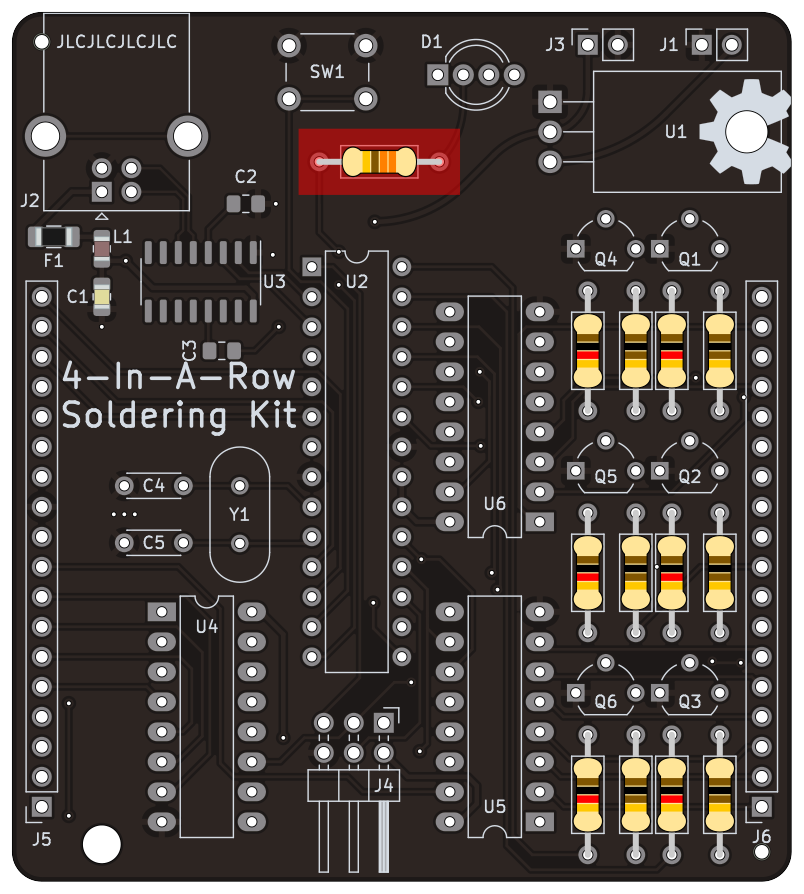 JLCJLCJLCJLC
SW1
D1
J3
J1
U1
J2
C2
L1
F1
U3
U2
Q4
Q1
C1
C3
4-In-A-Row
Soldering Kit
C4
Y1
C5
U6
Q5
Q2
U4
Q6
Q3
J4
U5
J5
J6